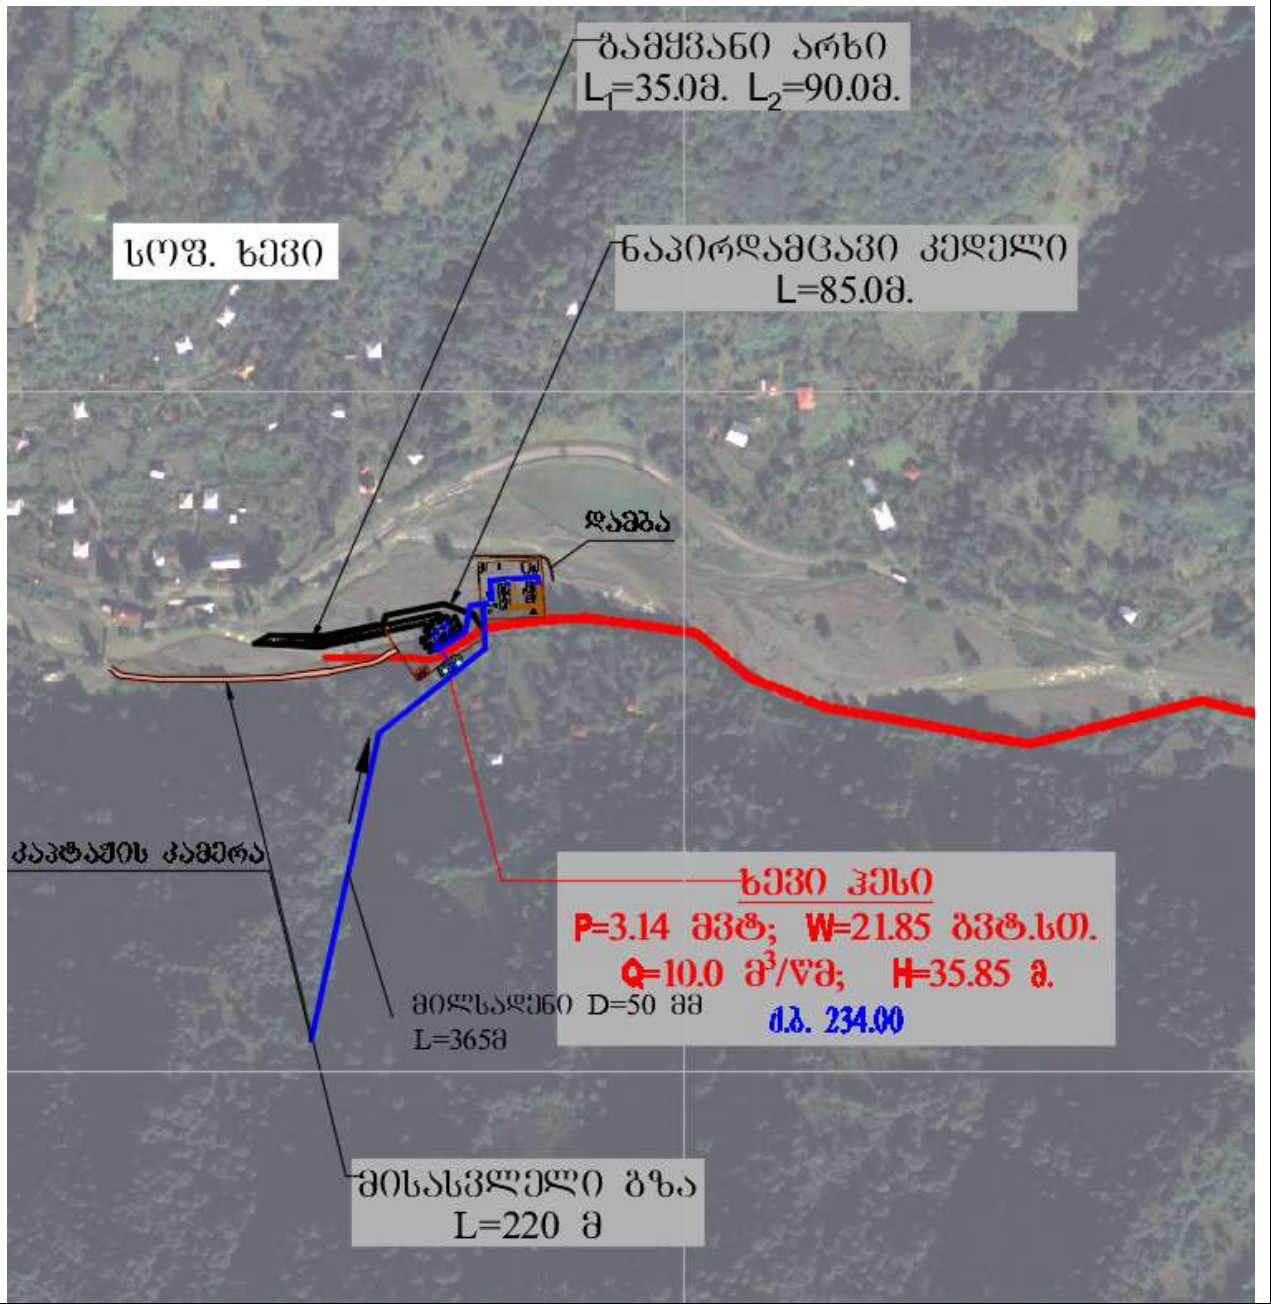 გამყვანი არხი
L1=35.0მ. L2=90.0მ.
ნაპირდამცავი კედელი
L=85.0მ.
სოფ. ხევი
დამბა
კაპტაჟის კამერა
ხევი ჰესი
P=3.14 მვტ; W=21.85 გვტ.სთ.
Q=10.0 მ³/წმ; H=35.85 მ.
ქ.ბ. 234.00
მილსადენი D=50 მმ
L=365მ
მისასვლელი გზა
L=220 მ